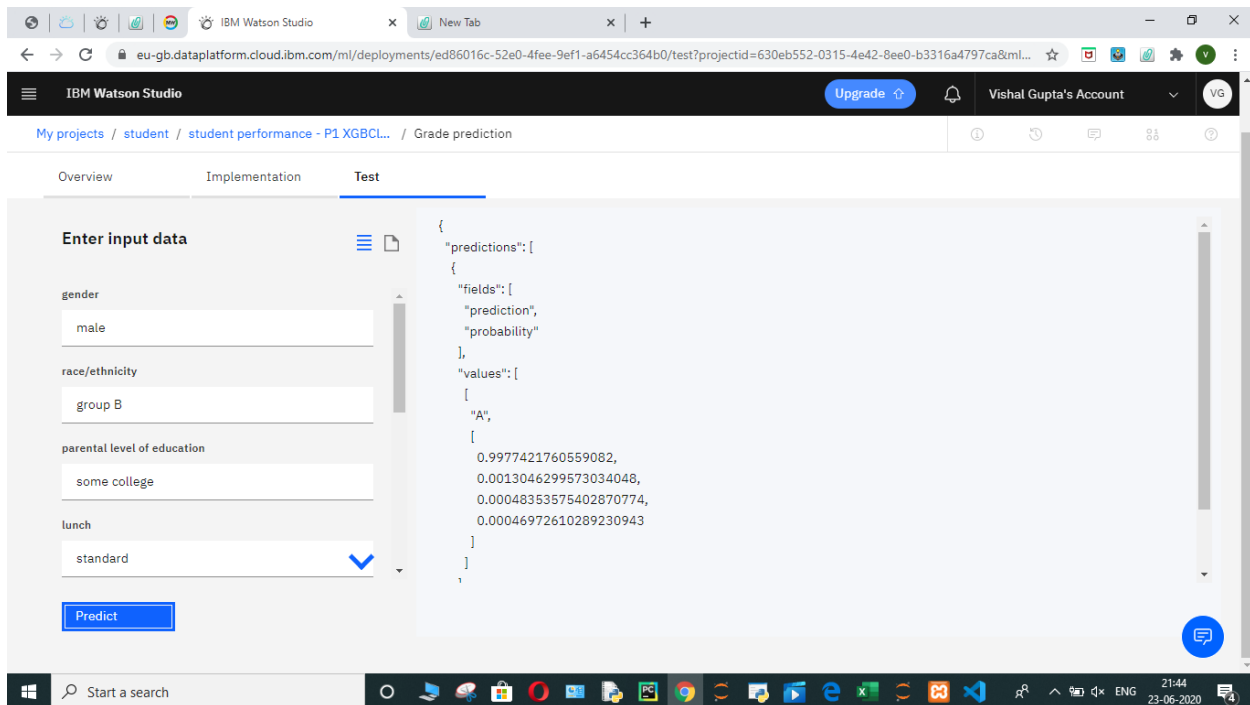 IBM Watson Studio
New Tab
eu-gb.dataplatform.cloud.ibm.com/ml/deployments/ed86016c-52e0-4fee-9ef1-a6454cc364b0/test?projectid=630eb552-0315-4e42-8ee0-b3316a4797ca&ml...
V
IBM Watson Studio
Upgrade
Vishal Gupta's Account
VG
My projects / student / student performance - P1 XGBCl... / Grade prediction
Overview Implementation Test
Enter input data
gender
male
race/ethnicity
group B
parental level of education
some college
lunch
standard
Predict
{
"predictions": [
{
"fields": [
"prediction",
"probability"
],
"values": [
[
"A",
[
0.9977421760559082,
0.0013046299573034048,
0.00048353575402870774,
0.00046972610289230943
]
]
]
Start a search
ENG
21:44
23-06-2020
4